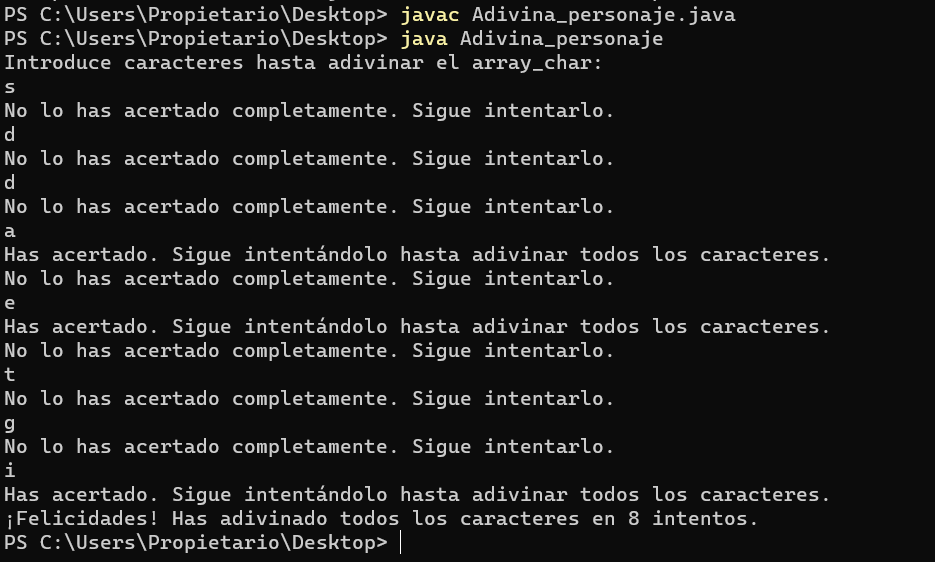 PS C:\Users\Propietario\Desktop> javac Adivina_personaje.java
PS C:\Users\Propietario\Desktop> java Adivina_personaje
Introduce caracteres hasta adivinar el array_char:
s
No lo has acertado completamente. Sigue intentarlo.
d
No lo has acertado completamente. Sigue intentarlo.
d
No lo has acertado completamente. Sigue intentarlo.
a
Has acertado. Sigue intentándolo hasta adivinar todos los caracteres.
No lo has acertado completamente. Sigue intentarlo.
e
Has acertado. Sigue intentándolo hasta adivinar todos los caracteres.
No lo has acertado completamente. Sigue intentarlo.
t
No lo has acertado completamente. Sigue intentarlo.
g
No lo has acertado completamente. Sigue intentarlo.
i
Has acertado. Sigue intentándolo hasta adivinar todos los caracteres.
¡Felicidades! Has adivinado todos los caracteres en 8 intentos.
PS C:\Users\Propietario\Desktop>